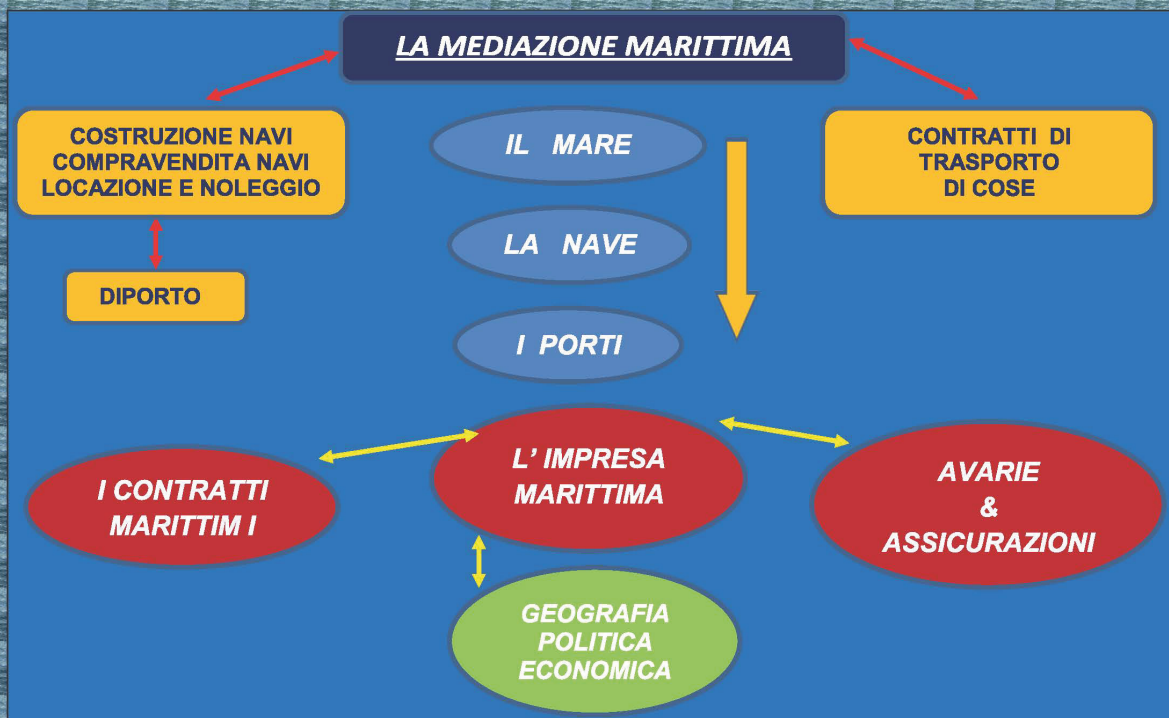 LA MEDIAZIONE MARITTIMA
COSTRUZIONE NAVI
COMPRAVENDITA NAVI
LOCAZIONE E NOLEGGIO
DIPORTO
IL MARE
LA NAVE
I PORTI
CONTRATTI DI
TRASPORTO
DI COSE
I CONTRATTI
MARITTIM I
L' IMPRESA
MARITTIMA
AVARIE
&
ASSICURAZIONI
GEOGRAFIA
POLITICA
ECONOMICA